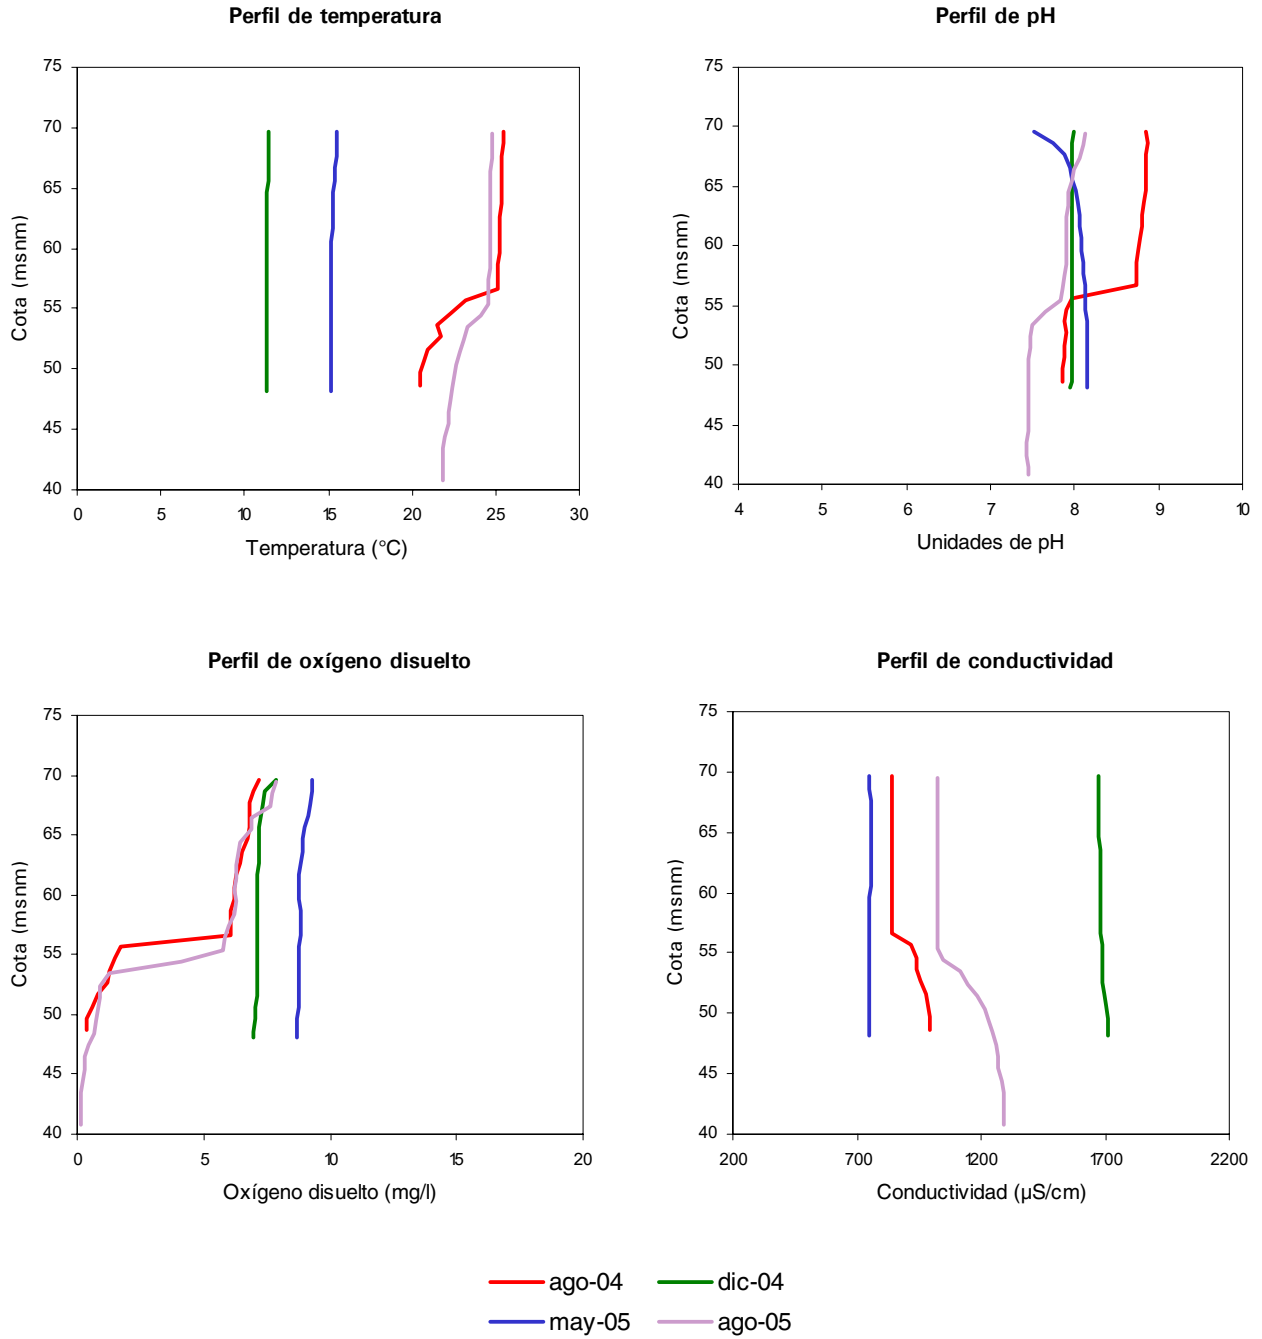 Perfil de temperatura
75
70
65
60
55
50
45
40
Cota (msnm)
0 5 10 15 20 25 30
Temperatura (°C)
Perfil de pH
75
70
65
60
55
50
45
40
Cota (msnm)
4 5 6 7 8 9 10
Unidades de pH
Perfil de oxígeno disuelto
75
70
65
60
55
50
45
40
Cota (msnm)
0 5 10 15 20
Oxígeno disuelto (mg/l)
Perfil de conductividad
75
70
65
60
55
50
45
40
Cota (msnm)
200 700 1200 1700 2200
Conductividad (µS/cm)
ago-04 dic-04
may-05 ago-05